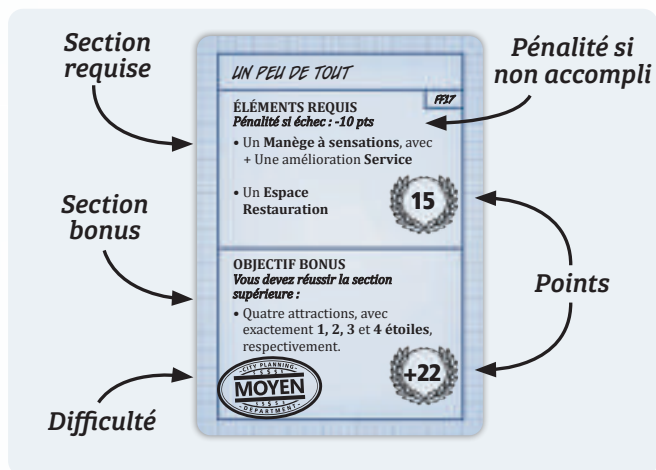 Section
requise
Pénalité si
non accompli
UN PEU DE TOUT
FF17
ÉLÉMENTS REQUIS
Pénalité si échec : -10 pts
• Un Manège à sensations, avec
+ Une amélioration Service
• Un Espace
Restauration
15
Section
bonus
Points
OBJECTIF BONUS
Vous devez réussir la section
supérieure :
• Quatre attractions, avec
exactement 1, 2, 3 et 4 étoiles,
respectivement.
+22
CITY PLANNING
$ $ $ $ $
MOYEN
$ $ $ $ $
DEPARTMENT
Difficulté